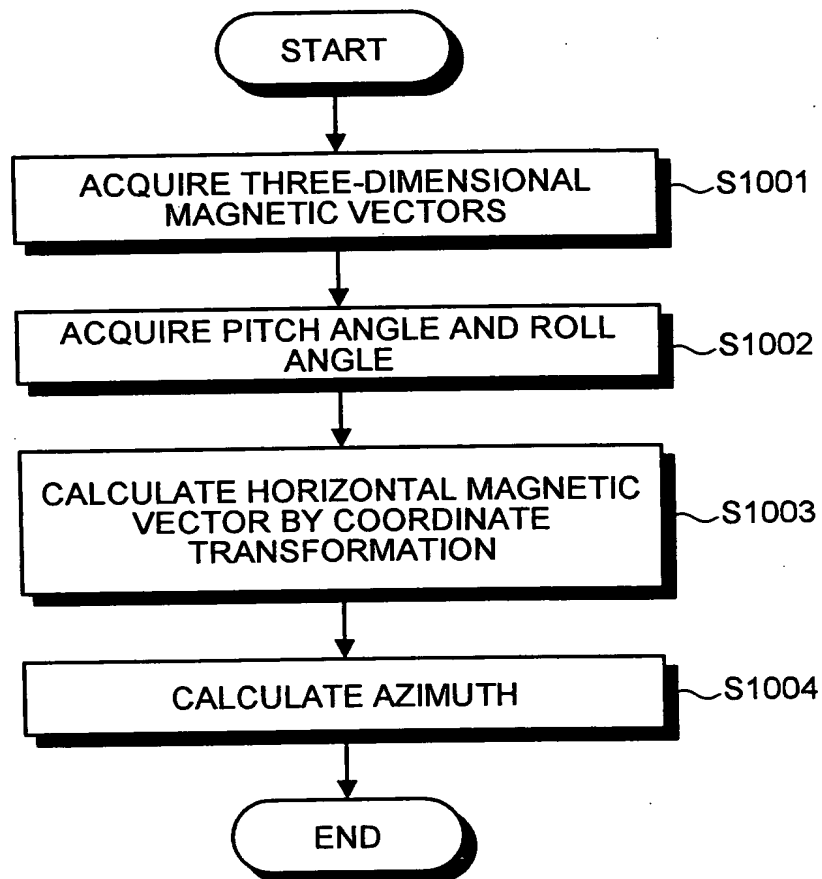 START
ACQUIRE THREE-DIMENSIONAL
MAGNETIC VECTORS
S1001
ACQUIRE PITCH ANGLE AND ROLL
ANGLE
S1002
CALCULATE HORIZONTAL MAGNETIC
VECTOR BY COORDINATE
TRANSFORMATION
S1003
CALCULATE AZIMUTH
S1004
END